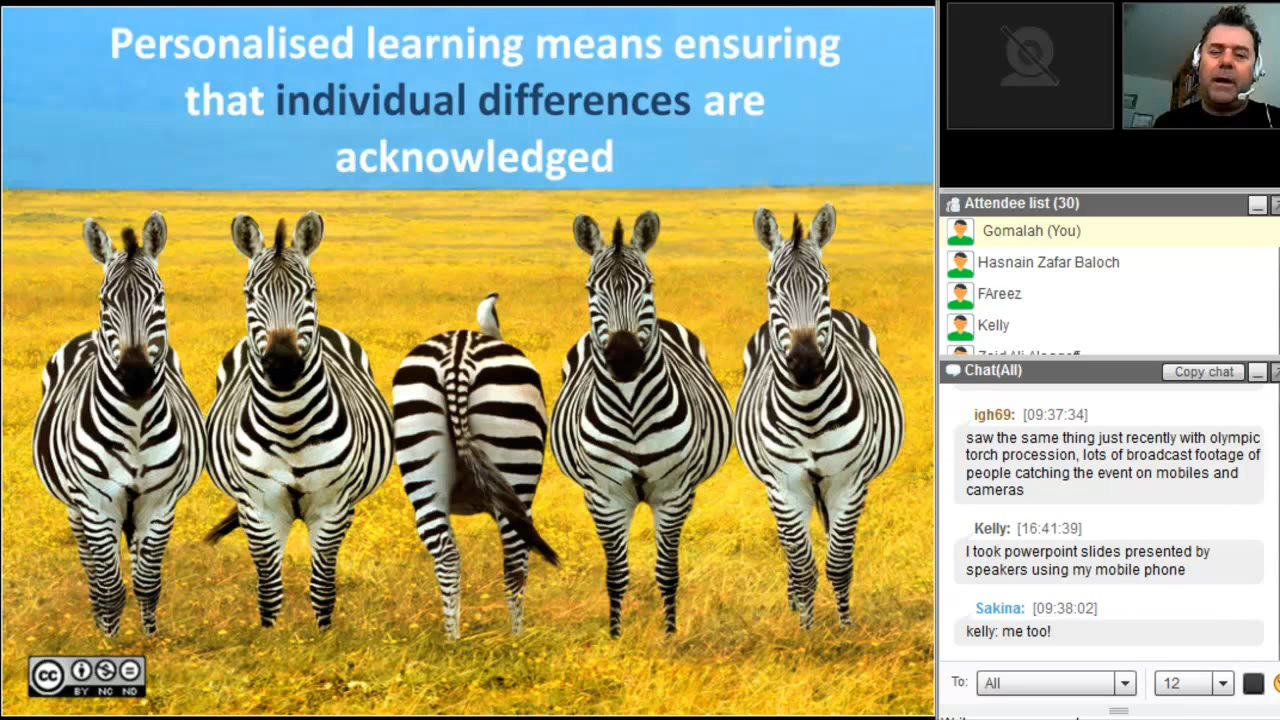 Personalised learning means ensuring
that individual differences are
acknowledged
cc
BY NC ND
Attendee list (30)
Gomalah (You)
Hasnain Zafar Baloch
FAreez
Kelly
Chat(All)
Copy chat
igh69: [09:37:34]
saw the same thing just recently with olympic
torch procession, lots of broadcast footage of
people catching the event on mobiles and
cameras
Kelly: [16:41:39]
I took powerpoint slides presented by
speakers using my mobile phone
Sakina: [09:38:02]
kelly: me too!
To: All 12